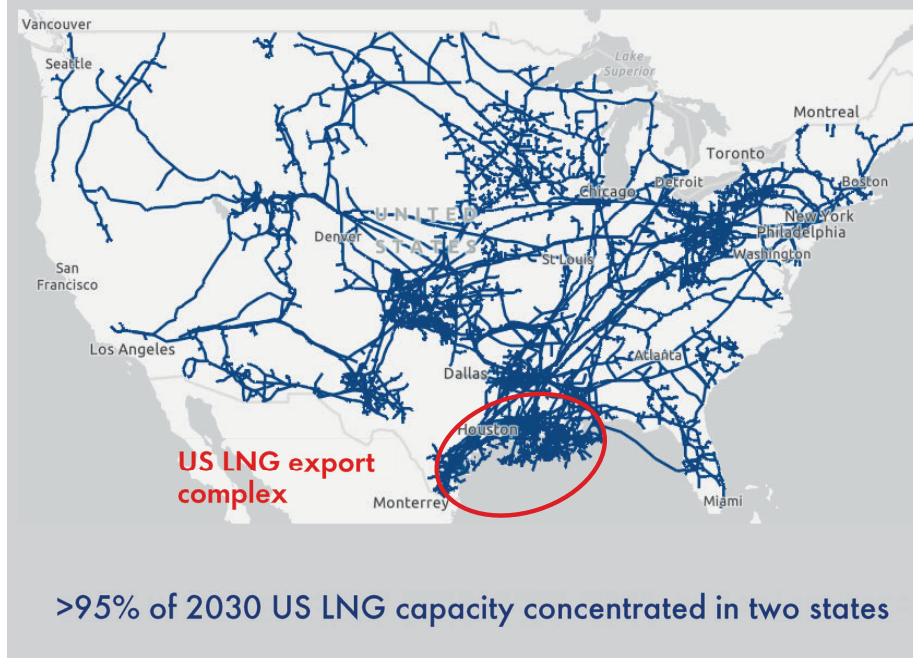 Vancouver
Seattle
Lake
Superior
Montreal
Toronto
Chicago
Detroit
Boston
UNITED
New York
Denver
Philadelphia
STATES
St Louis
Washington
San
Francisco
Los Angeles
Atlanta
Dallas
Houston
US LNG export
complex
Monterrey
Miami
>95% of 2030 US LNG capacity concentrated in two states